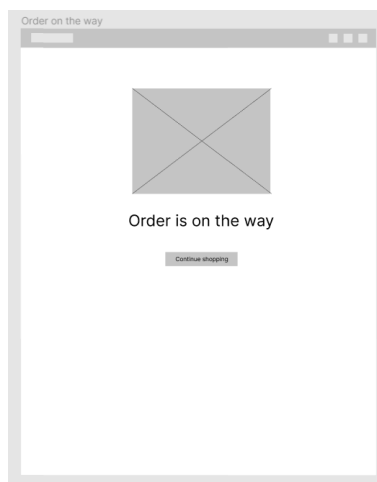 Order on the way
Order is on the way
Continue shopping